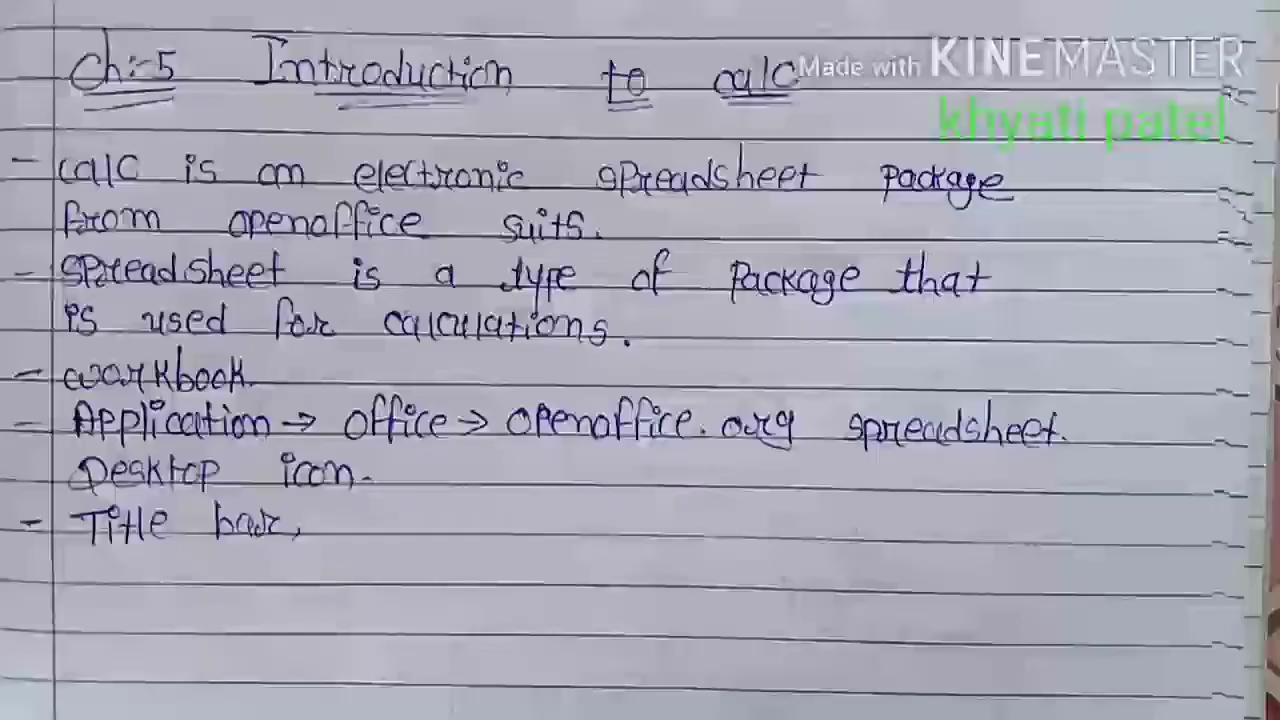 Ch:-5 Introduction to calc
Made with KINEMASTER
khyati patel
- calc is an electronic spreadsheet package
from openoffice suits.
- spreadsheet is a type of package that
is used for calculations.
- workbook.
- Application → office → openoffice.org spreadsheet.
Desktop icon.
- Title bar,